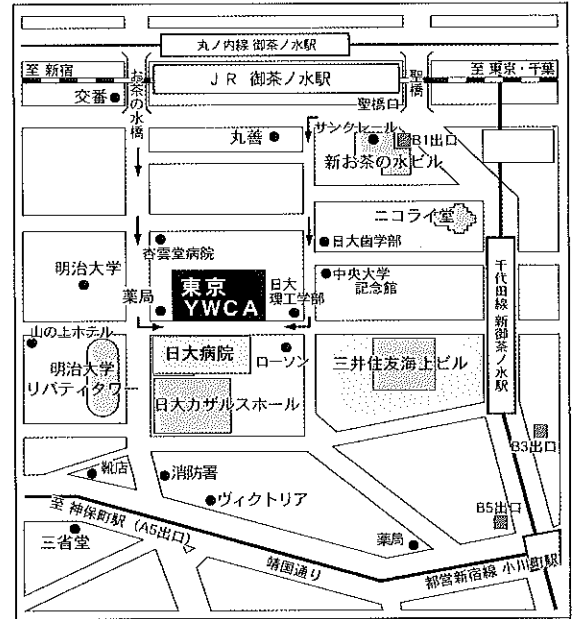 丸ノ内線 御茶ノ水駅
至 新宿
お茶の水橋
JR 御茶ノ水駅
聖橋
至 東京・千葉
交番
聖橋口
丸善
サンクレール
B1出口
新お茶の水ビル
ニコライ堂
杏雲堂病院
日大歯学部
明治大学
東京
YWCA
日大
理工学部
中央大学
記念館
千代田線 新御茶ノ水駅
薬局
山の上ホテル
明治大学
リバティタワー
日大病院
ローソン
三井住友海上ビル
日大カザルスホール
B3出口
靴店
消防署
ヴィクトリア
B5出口
至 神保町駅 (A5出口)
三省堂
薬局
靖国通り
都営新宿線 小川町駅